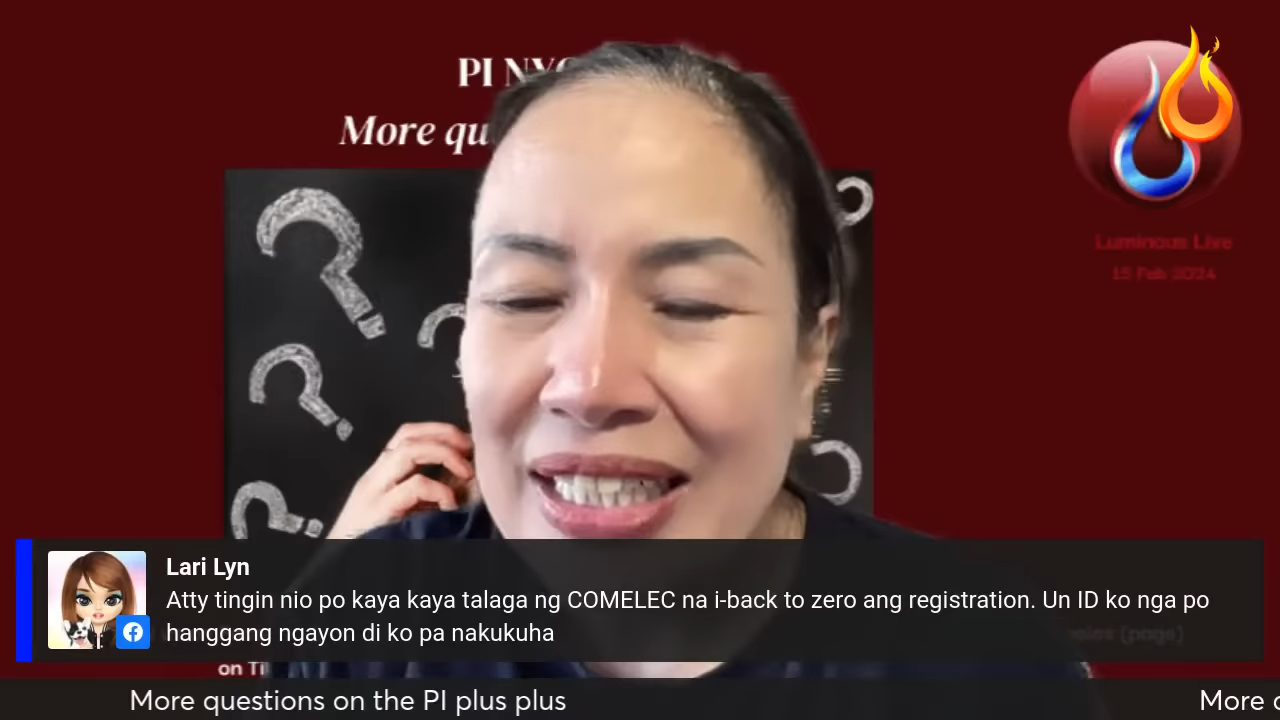 PI NYO
More qu
Luminous Live
15 Feb 2024
Lari Lyn
Atty tingin nio po kaya kaya talaga ng COMELEC na i-back to zero ang registration. Un ID ko nga po
hanggang ngayon di ko pa nakukuha
(page)
on Ti
More questions on the PI plus plus
More